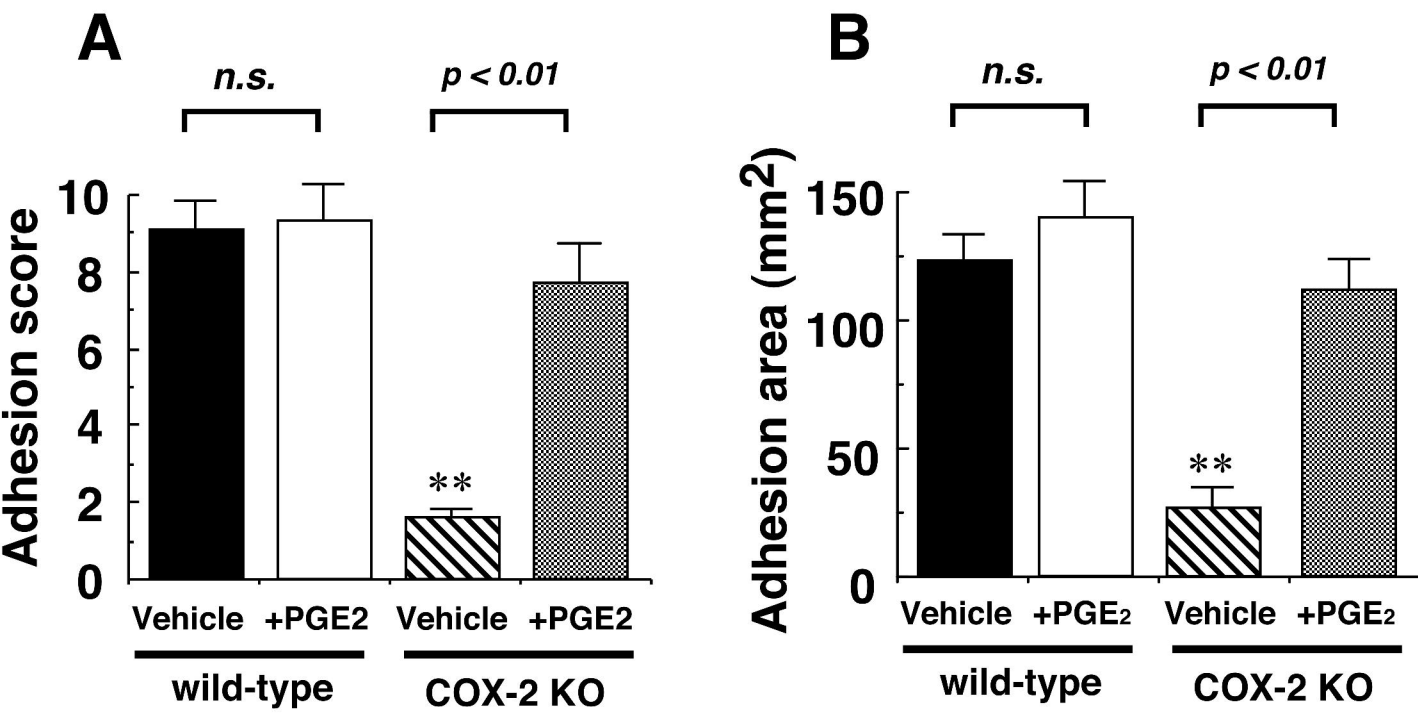 A
n.s.
p < 0.01
Adhesion score
10
8
6
4
2
0
**
Vehicle +PGE2 Vehicle +PGE2
wild-type COX-2 KO
B
n.s.
p < 0.01
Adhesion area (mm²)
150
100
50
0
**
Vehicle +PGE₂ Vehicle +PGE₂
wild-type COX-2 KO